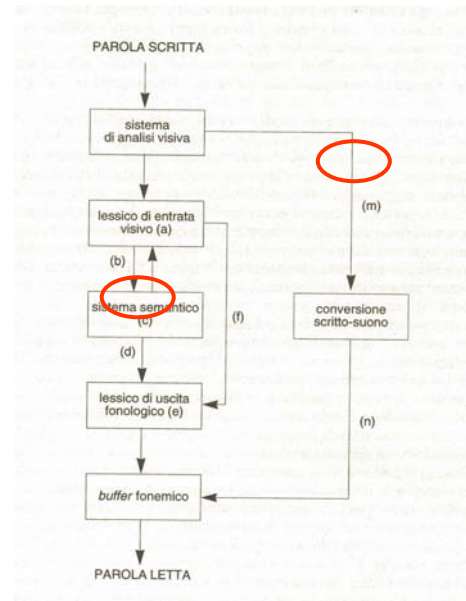 PAROLA SCRITTA
sistema
di analisi visiva
(m)
lessico di entrata
visivo (a)
(b)
sistema semantico
(c)
(f)
conversione
scritto-suono
(d)
lessico di uscita
fonologico (e)
(n)
buffer fonemico
PAROLA LETTA